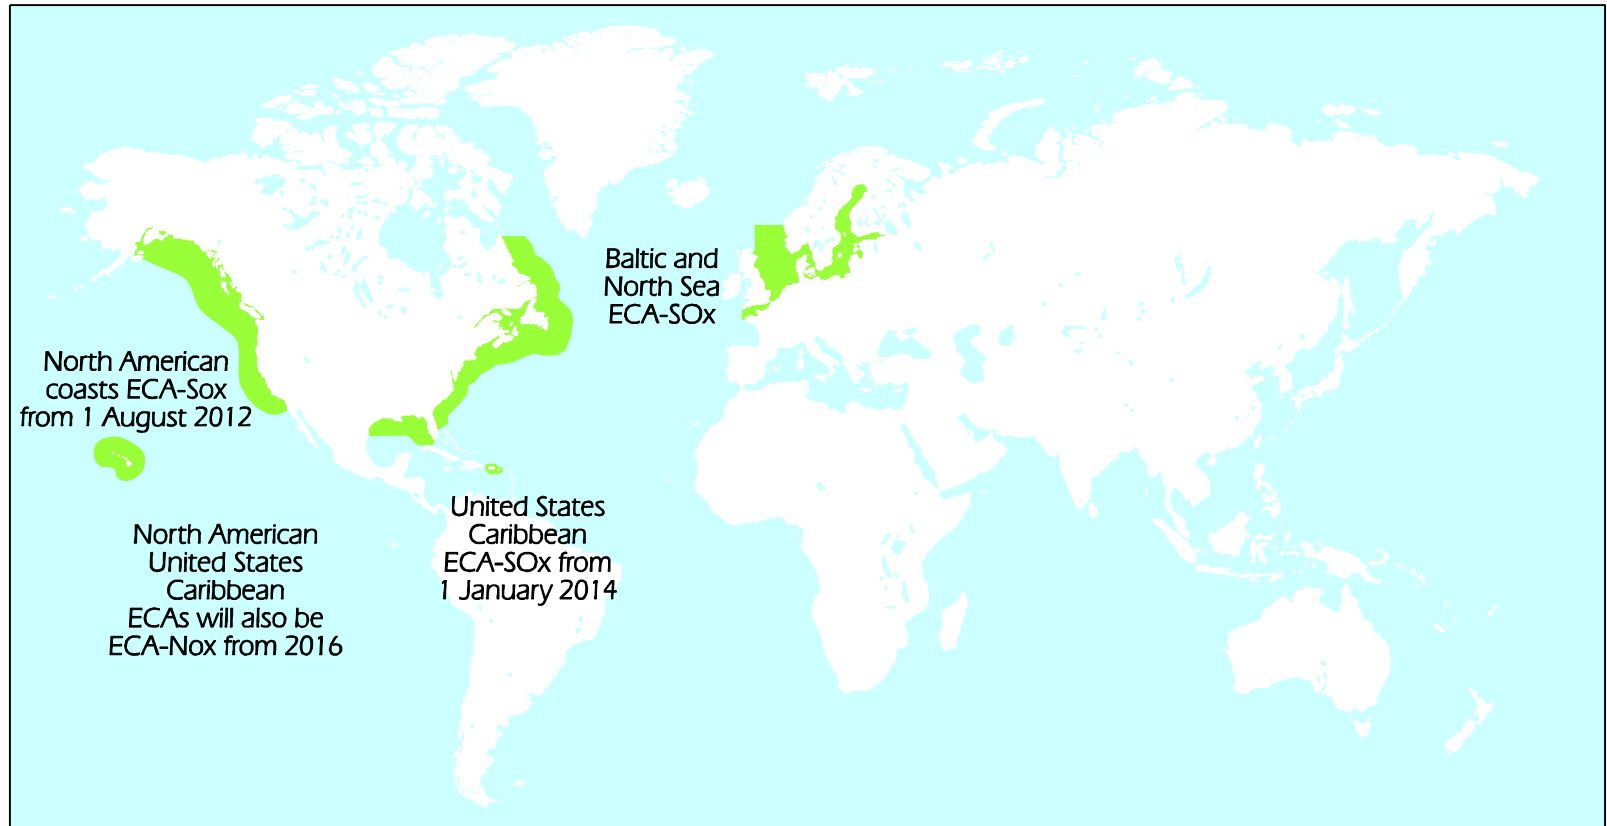 Baltic and
North Sea
ECA-SOx
North American
coasts ECA-Sox
from 1 August 2012
United States
Caribbean
ECA-SOx from
1 January 2014
North American
United States
Caribbean
ECAs will also be
ECA-Nox from 2016